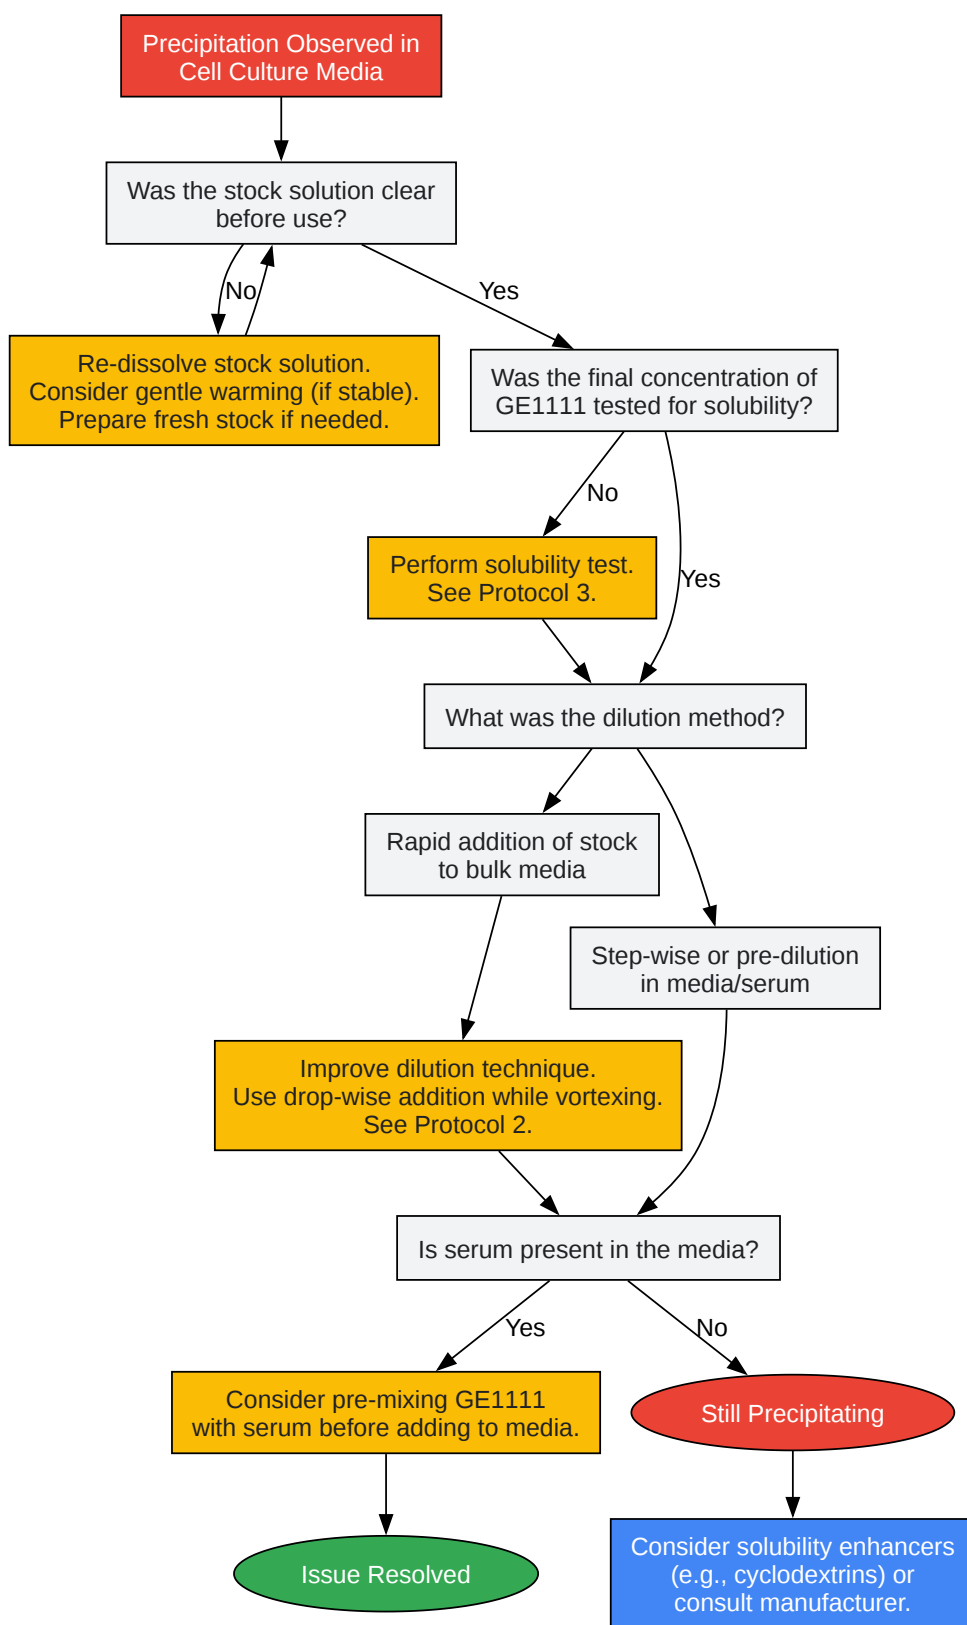 Precipitation Observed in
Cell Culture Media
Was the stock solution clear
before use?
No
Yes
Re-dissolve stock solution.
Consider gentle warming (if stable).
Prepare fresh stock if needed.
Was the final concentration of
GE1111 tested for solubility?
No
Yes
Perform solubility test.
See Protocol 3.
What was the dilution method?
Rapid addition of stock
to bulk media
Step-wise or pre-dilution
in media/serum
Improve dilution technique.
Use drop-wise addition while vortexing.
See Protocol 2.
Is serum present in the media?
Yes
No
Consider pre-mixing GE1111
with serum before adding to media.
Still Precipitating
Issue Resolved
Consider solubility enhancers
(e.g., cyclodextrins) or
consult manufacturer.